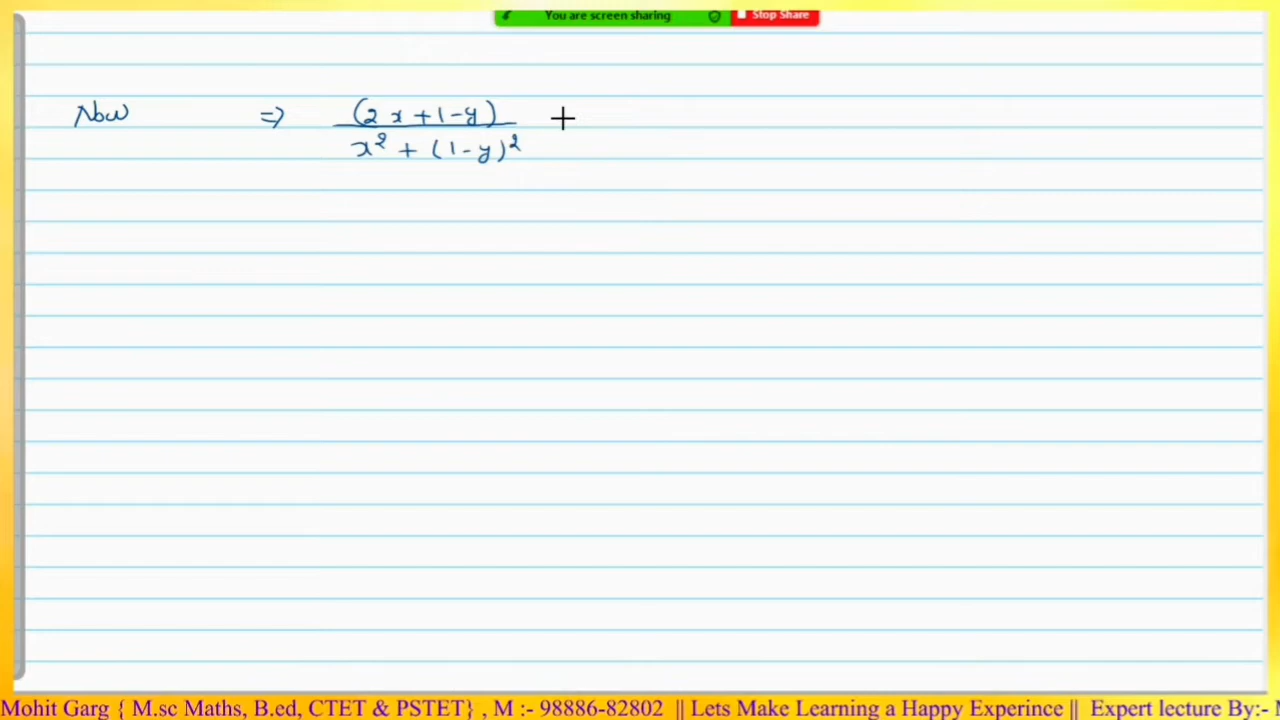 You are screen sharing Stop Share
Now ⇒ (2x+1-y) / x² + (1-y)²
Mohit Garg { M.sc Maths, B.ed, CTET & PSTET} , M :- 98886-82802 || Lets Make Learning a Happy Experince || Expert lecture By:-